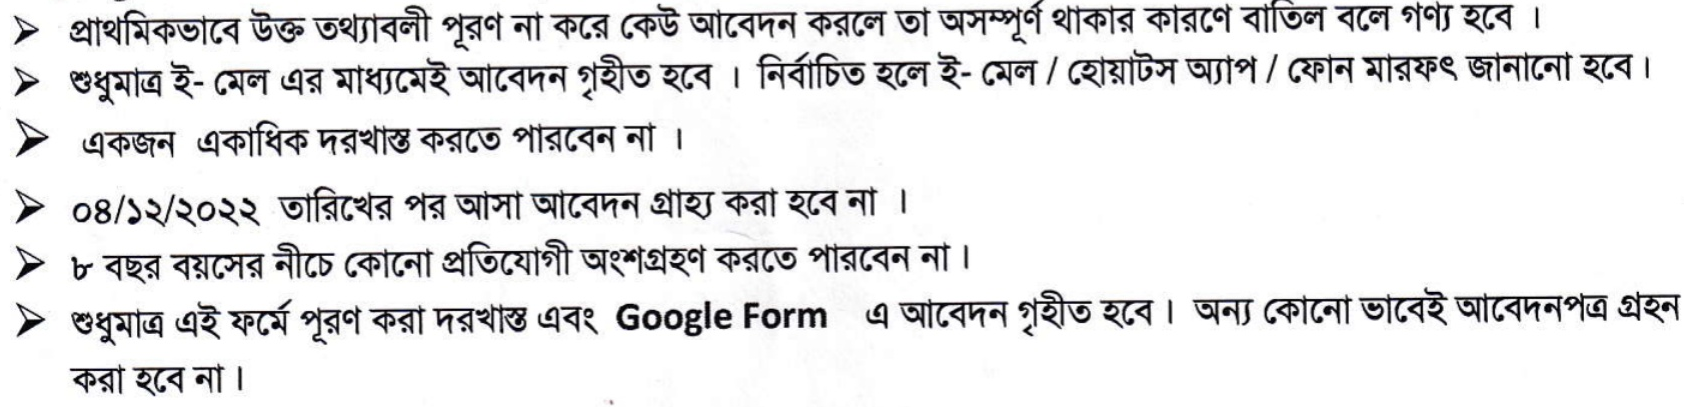 ➢ প্রাথমিকভাবে উক্ত তথ্যাবলী পূরণ না করে কেউ আবেদন করলে তা অসম্পূর্ণ থাকার কারণে বাতিল বলে গণ্য হবে ।
➢ শুধুমাত্র ই- মেল এর মাধ্যমেই আবেদন গৃহীত হবে । নির্বাচিত হলে ই- মেল / হোয়াটস অ্যাপ / ফোন মারফৎ জানানো হবে।
➢ একজন একাধিক দরখাস্ত করতে পারবেন না ।
➢ ০৪/১২/২০২২ তারিখের পর আসা আবেদন গ্রাহ্য করা হবে না ।
➢ ৮ বছর বয়সের নীচে কোনো প্রতিযোগী অংশগ্রহণ করতে পারবেন না।
➢ শুধুমাত্র এই ফর্মে পূরণ করা দরখাস্ত এবং Google Form এ আবেদন গৃহীত হবে। অন্য কোনো ভাবেই আবেদনপত্র গ্রহন
করা হবে না।